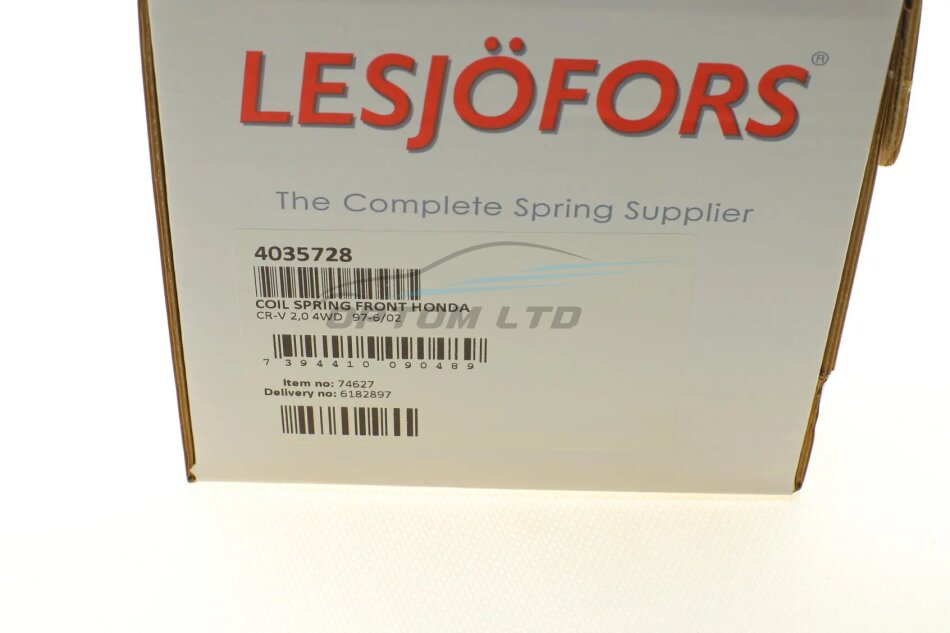 LESJÖFORS®
The Complete Spring Supplier
4035728
COIL SPRING FRONT HONDA
CR-V 2,0 4WD 97-6/02
OPTOM LTD
7 394410 090489
Item no: 74627
Delivery no: 6182897